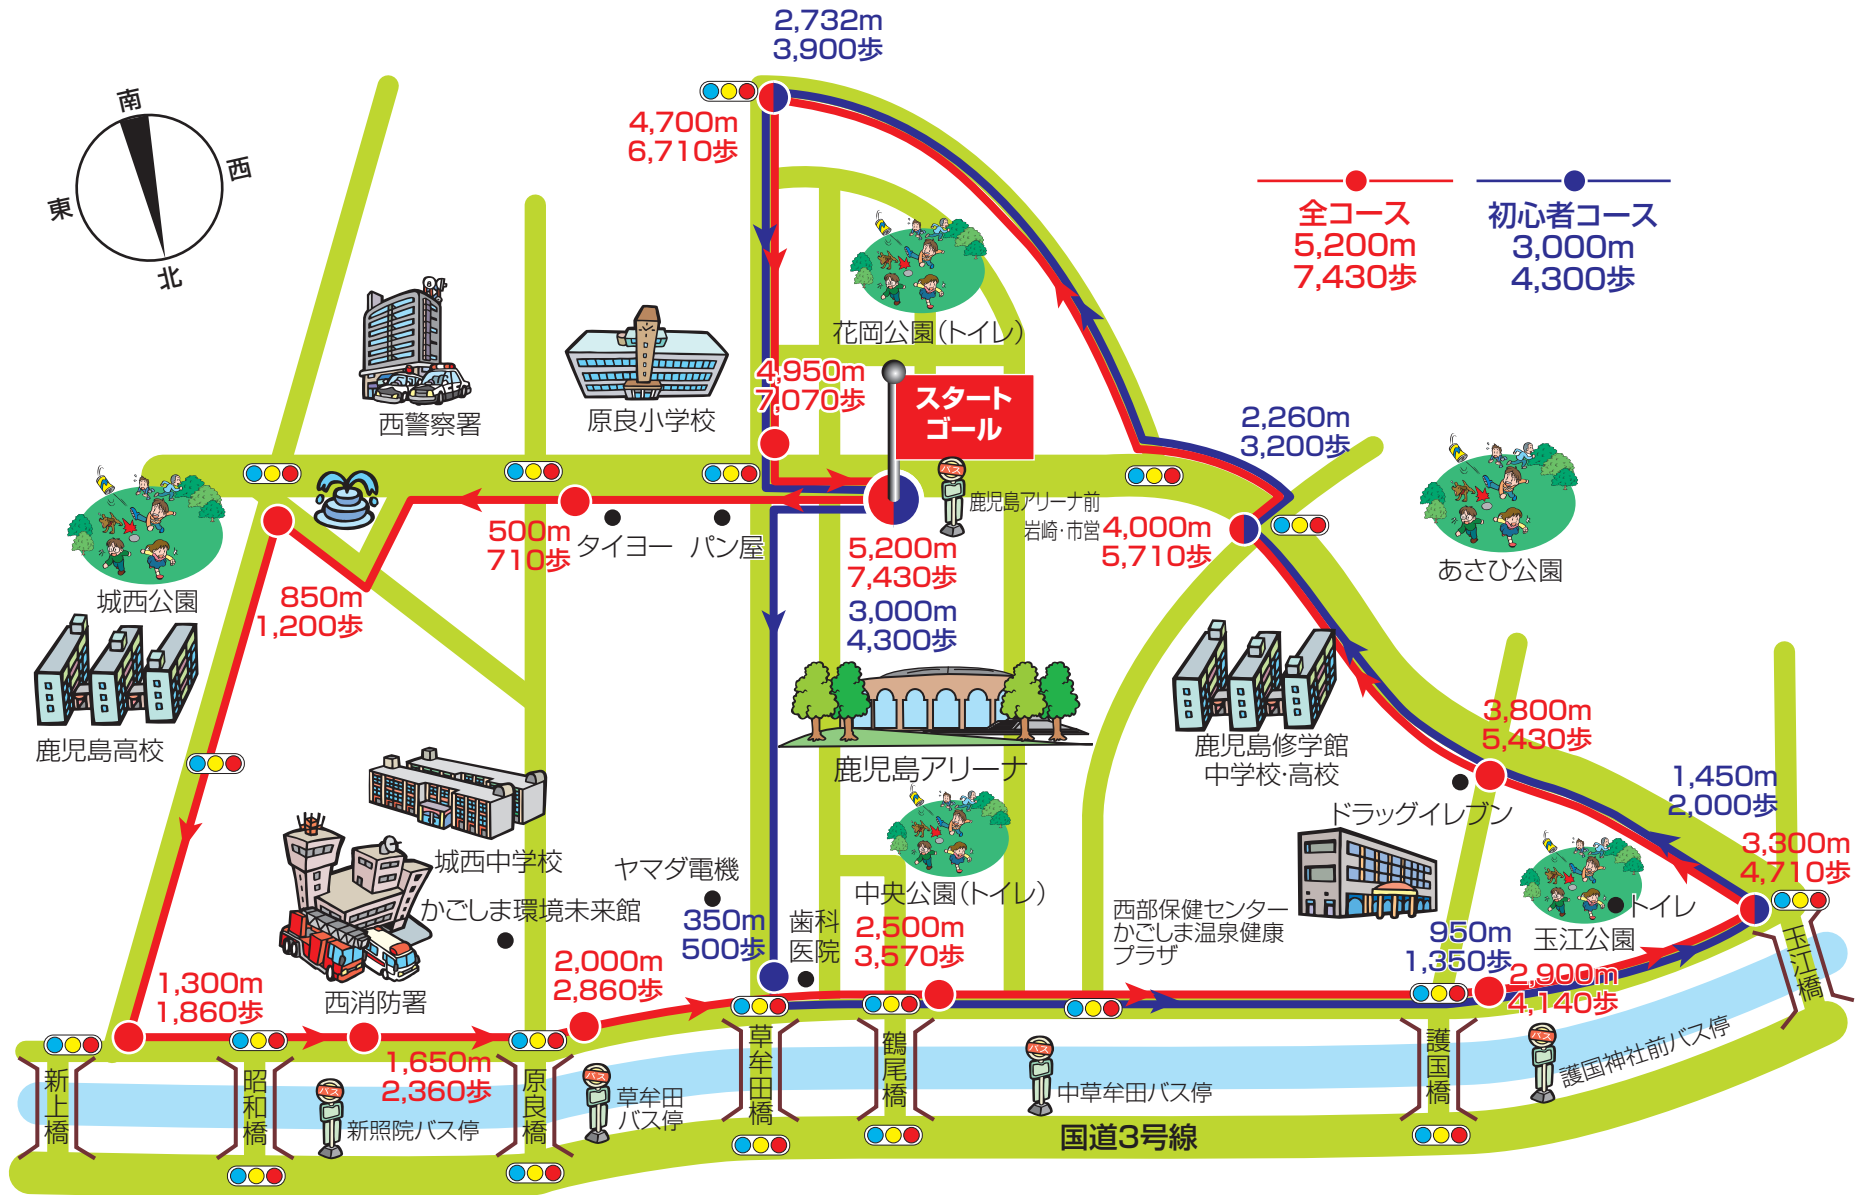 2,732m
3,900歩
南
西
東
北
4,700m
6,710歩
全コース
5,200m
7,430歩
初心者コース
3,000m
4,300歩
花岡公園(トイレ)
西警察署
原良小学校
4,950m
7,070歩
スタート
ゴール
2,260m
3,200歩
バス
鹿児島アリーナ前
岩崎・市営
4,000m
5,710歩
あさひ公園
500m
710歩
タイヨー
パン屋
5,200m
7,430歩
3,000m
4,300歩
城西公園
850m
1,200歩
鹿児島高校
鹿児島アリーナ
鹿児島修学館
中学校・高校
3,800m
5,430歩
ドラッグイレブン
1,450m
2,000歩
3,300m
4,710歩
城西中学校
ヤマダ電機
かごしま環境未来館
350m
500歩
歯科
医院
中央公園(トイレ)
2,500m
3,570歩
西部保健センター
かごしま温泉健康
プラザ
950m
1,350歩
トイレ
玉江公園
2,900m
4,140歩
玉江橋
1,300m
1,860歩
西消防署
2,000m
2,860歩
1,650m
2,360歩
新上橋
昭和橋
バス
新照院バス停
原良橋
バス
草牟田
バス停
草牟田橋
鶴尾橋
バス
中草牟田バス停
護国橋
バス
護国神社前バス停
国道3号線